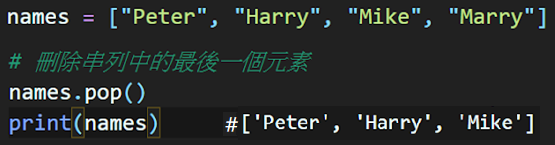 names = ["Peter", "Harry", "Mike", "Marry"]
# 刪除串列中的最後一個元素
names.pop()
print(names) #['Peter', 'Harry', 'Mike']